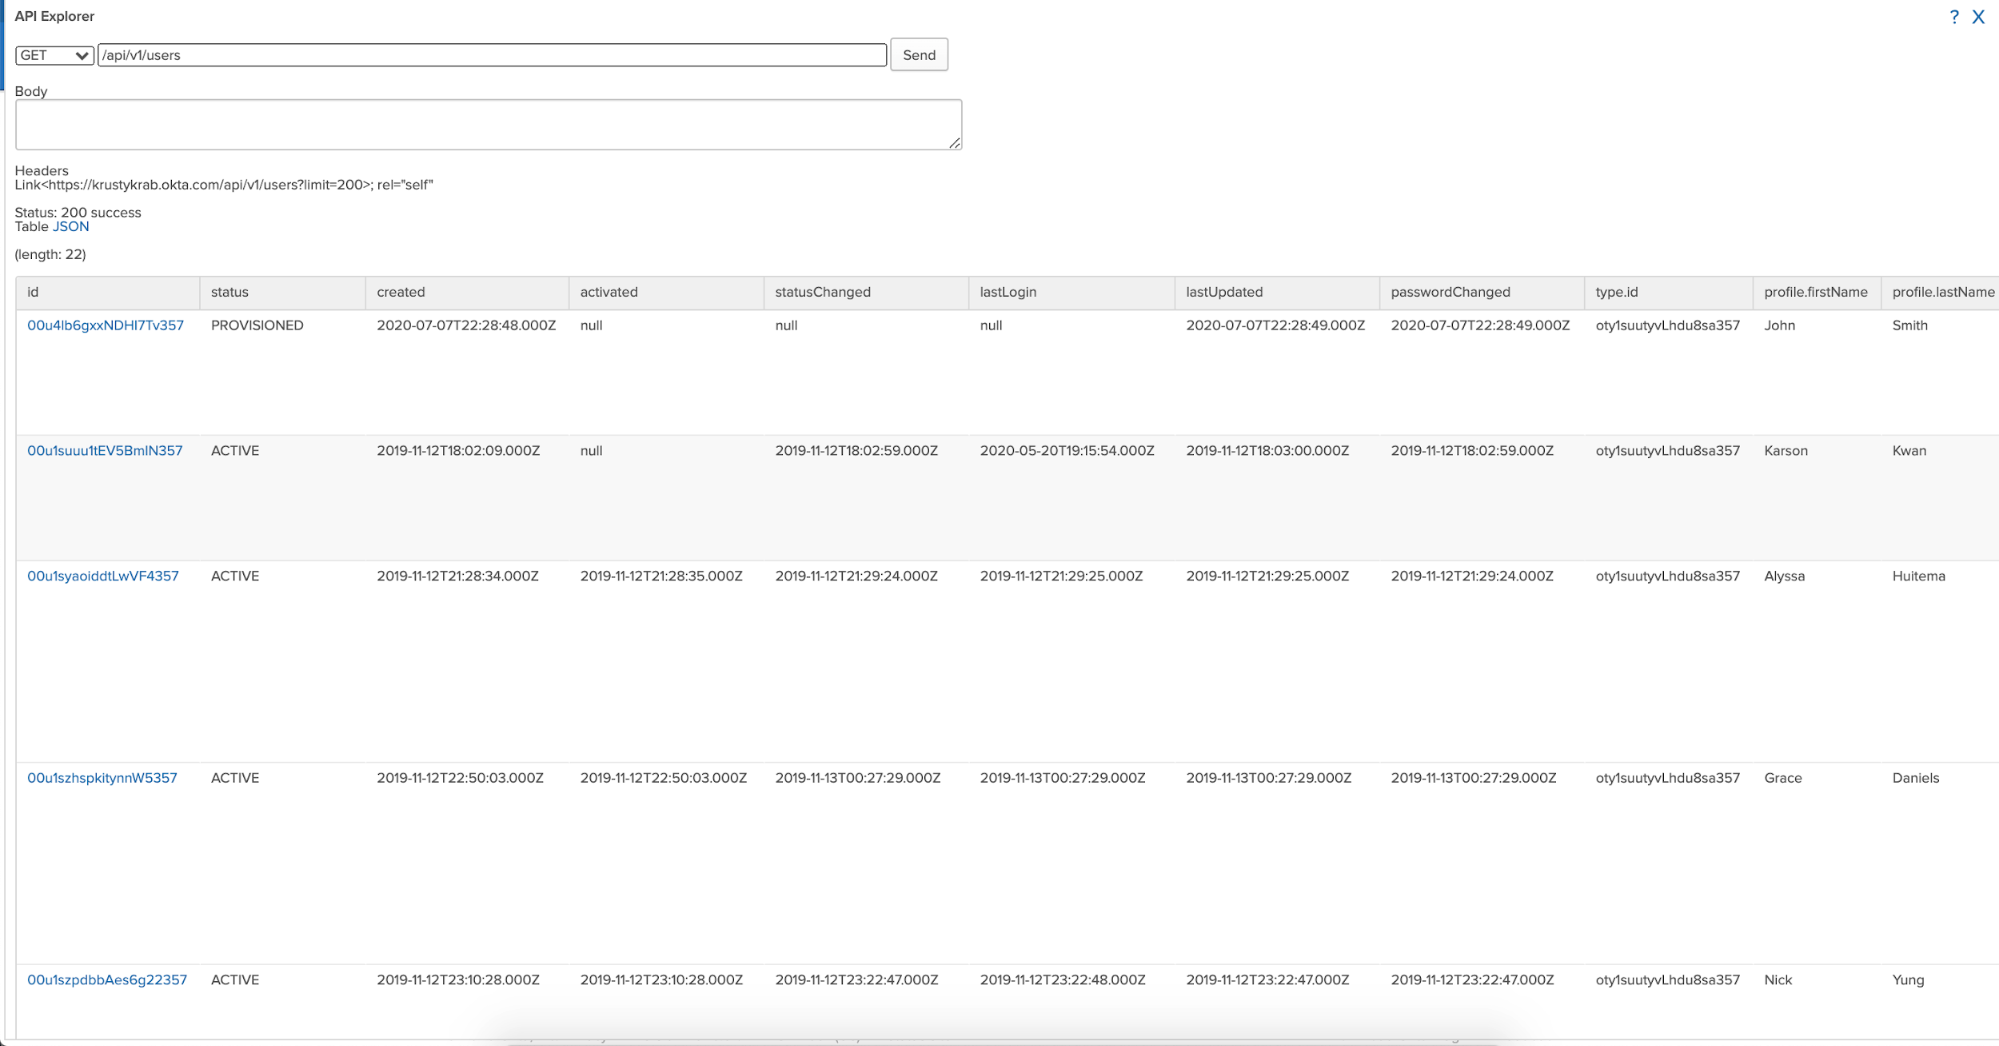 API Explorer
? X
GET /api/v1/users Send
Body
Headers
Link<https://krustykrab.okta.com/api/v1/users?limit=200>; rel="self"
Status: 200 success
Table JSON
(length: 22)
id status created activated statusChanged lastLogin lastUpdated passwordChanged type.id profile.firstName profile.lastName
00u4lb6gxxNDHI7Tv357 PROVISIONED 2020-07-07T22:28:48.000Z null null null 2020-07-07T22:28:49.000Z 2020-07-07T22:28:49.000Z oty1suutyvLhdu8sa357 John Smith
00u1suuu1tEV5BmIN357 ACTIVE 2019-11-12T18:02:09.000Z null 2019-11-12T18:02:59.000Z 2020-05-20T19:15:54.000Z 2019-11-12T18:03:00.000Z 2019-11-12T18:02:59.000Z oty1suutyvLhdu8sa357 Karson Kwan
00u1syaoiddtLwVF4357 ACTIVE 2019-11-12T21:28:34.000Z 2019-11-12T21:28:35.000Z 2019-11-12T21:29:24.000Z 2019-11-12T21:29:25.000Z 2019-11-12T21:29:25.000Z 2019-11-12T21:29:24.000Z oty1suutyvLhdu8sa357 Alyssa Huitema
00u1szhspkitynnW5357 ACTIVE 2019-11-12T22:50:03.000Z 2019-11-12T22:50:03.000Z 2019-11-13T00:27:29.000Z 2019-11-13T00:27:29.000Z 2019-11-13T00:27:29.000Z 2019-11-13T00:27:29.000Z oty1suutyvLhdu8sa357 Grace Daniels
00u1szpdbbAes6g22357 ACTIVE 2019-11-12T23:10:28.000Z 2019-11-12T23:10:28.000Z 2019-11-12T23:22:47.000Z 2019-11-12T23:22:48.000Z 2019-11-12T23:22:47.000Z 2019-11-12T23:22:47.000Z oty1suutyvLhdu8sa357 Nick Yung